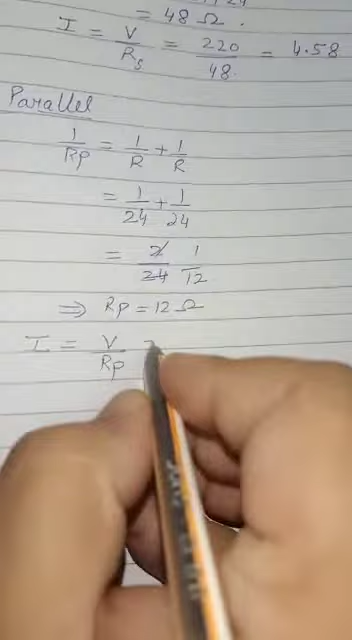 24
= 48 Ω.
I = V/Rs = 220/48. = 4.58
Parallel
1/Rp = 1/R + 1/R
= 1/24 + 1/24
= 2/24 1/12
⇒ Rp = 12 Ω
I = V/Rp =